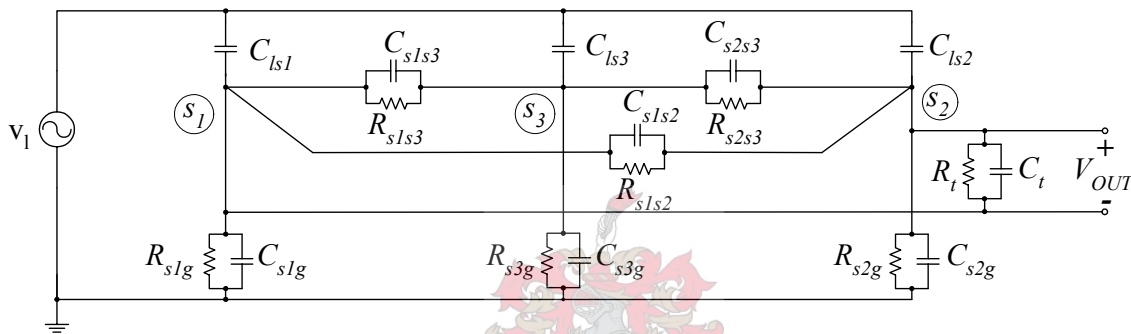 C_ls1
C_s1s3
C_ls3
C_s2s3
C_ls2
s_1
s_3
s_2
v_1
R_s1s3
C_s1s2
R_s2s3
R_s1s2
R_t
C_t
+
V_OUT
-
R_s1g
C_s1g
R_s3g
C_s3g
R_s2g
C_s2g